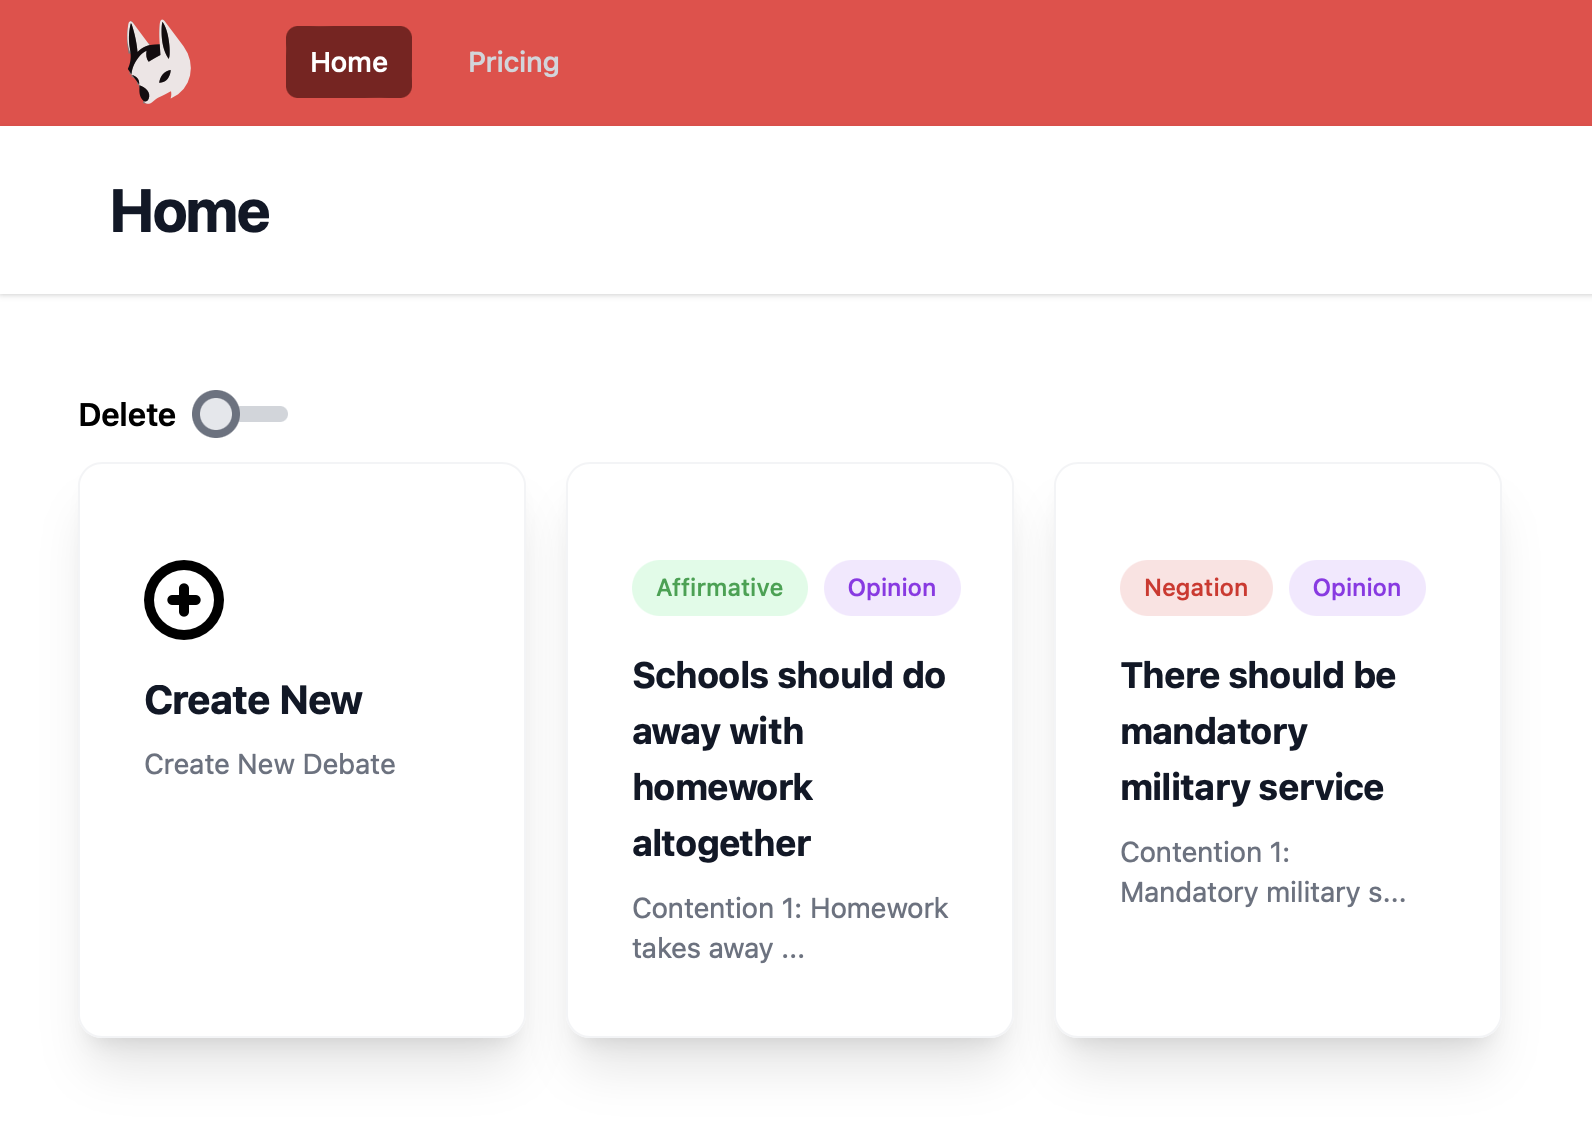 Home
Pricing
Home
Delete
Create New
Create New Debate
Affirmative
Opinion
Schools should do
away with
homework
altogether
Contention 1: Homework
takes away ...
Negation
Opinion
There should be
mandatory
military service
Contention 1:
Mandatory military s...